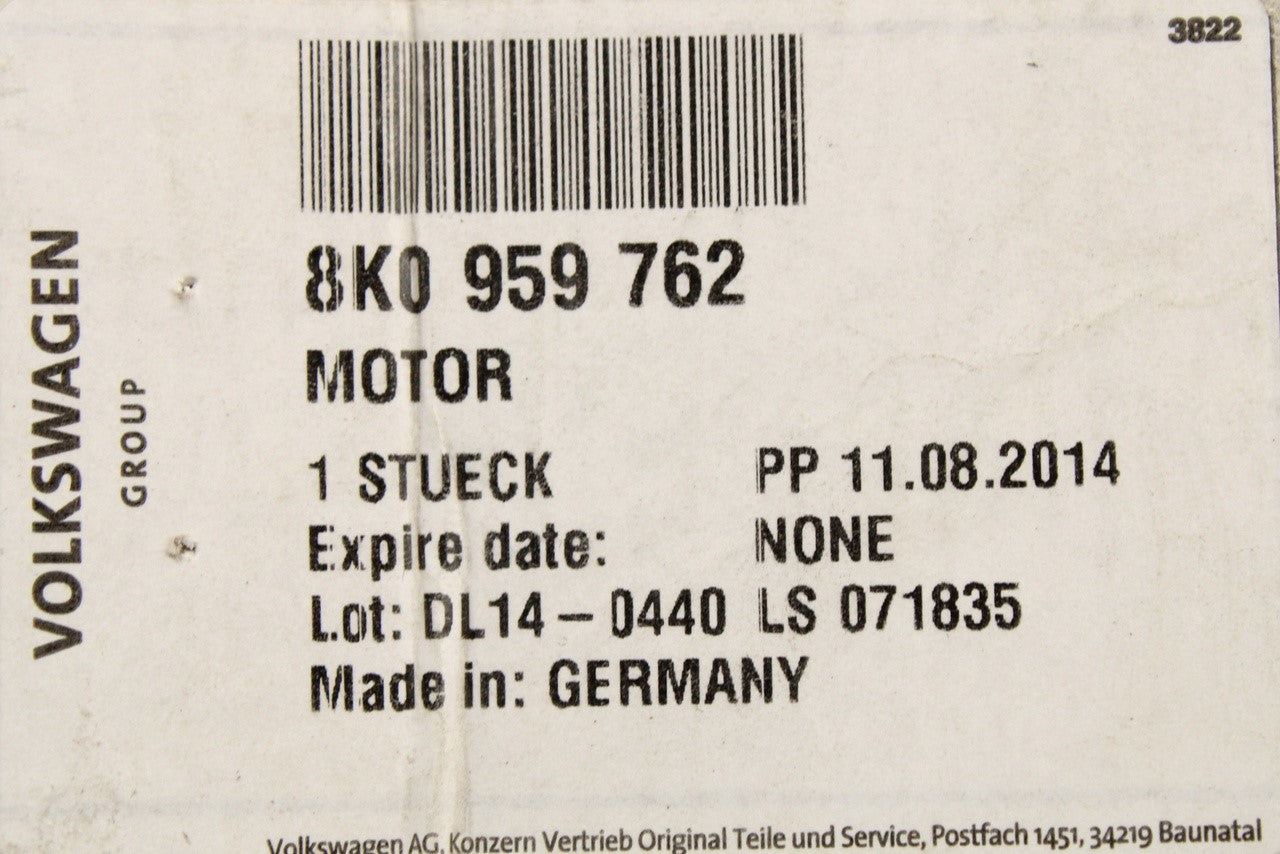 3822
8K0 959 762
MOTOR
1 STUECK PP 11.08.2014
Expire date: NONE
Lot: DL14-0440 LS 071835
Made in: GERMANY
VOLKSWAGEN
GROUP
Volkswagen AG, Konzern Vertrieb Original Teile und Service, Postfach 1451, 34219 Baunatal